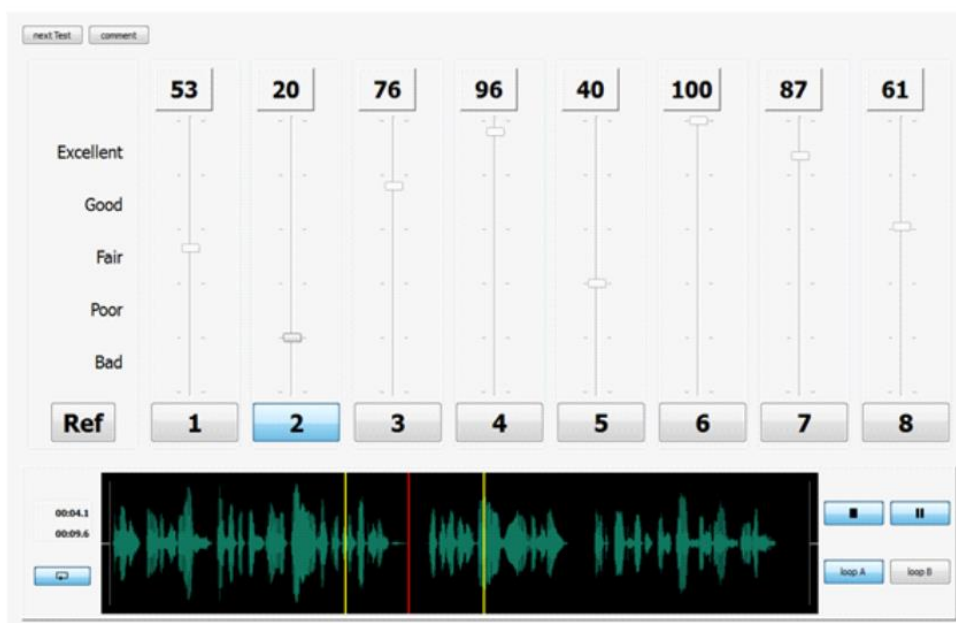 next Test comment
53 20 76 96 40 100 87 61
Excellent
Good
Fair
Poor
Bad
Ref 1 2 3 4 5 6 7 8
00:04.1
00:09.6
loop A loop B